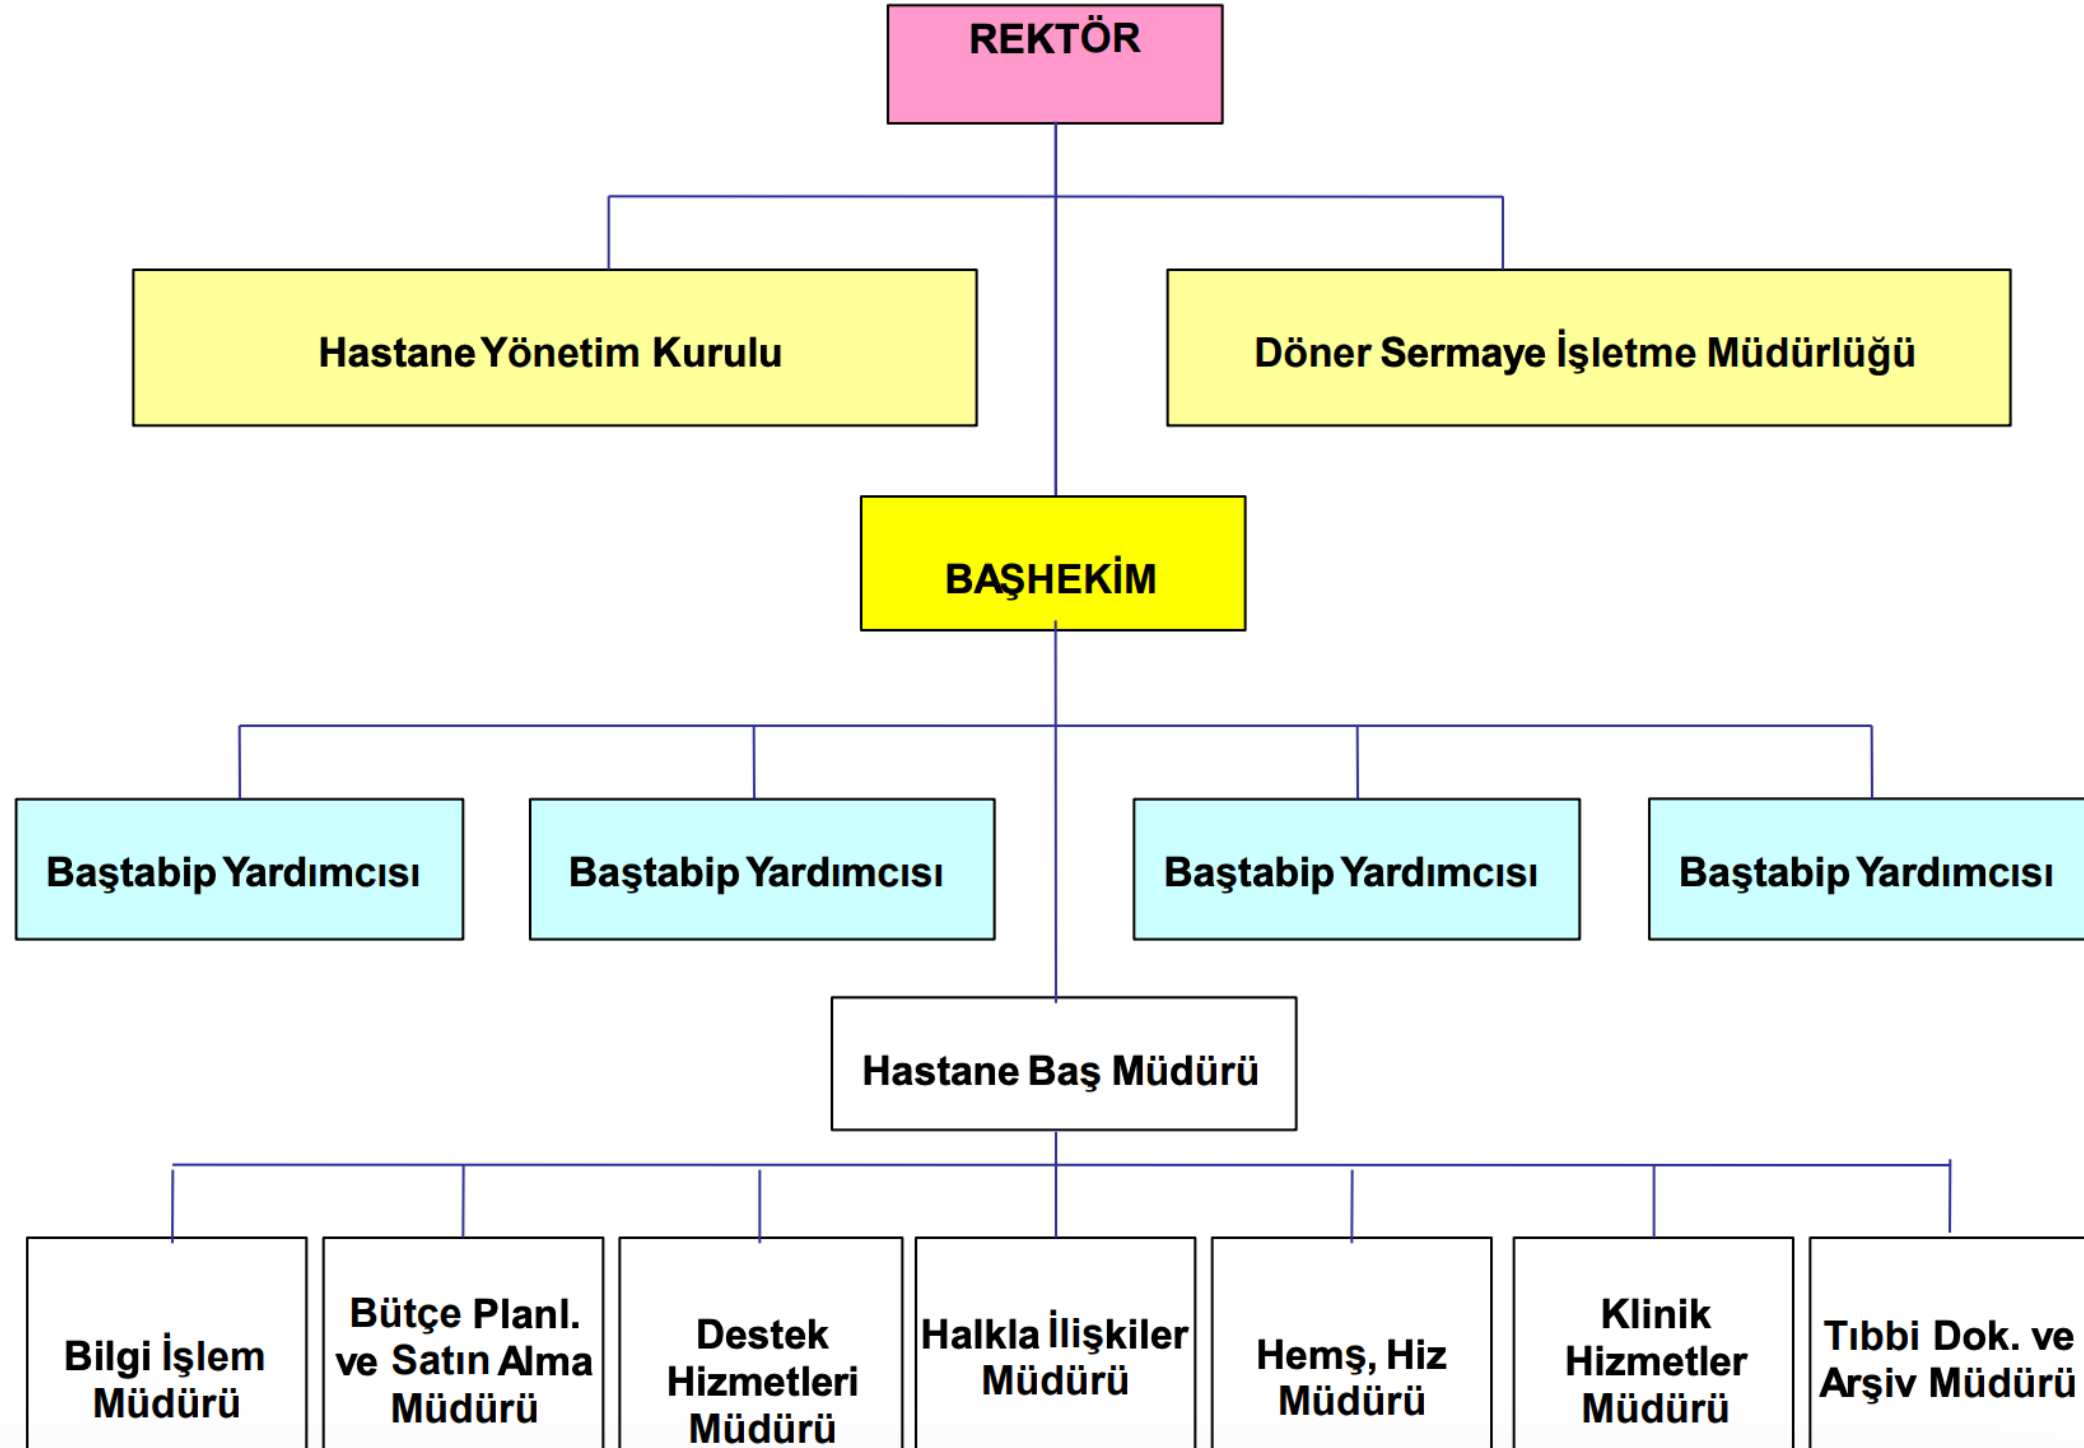 REKTÖR
Hastane Yönetim Kurulu
Döner Sermaye İşletme Müdürlüğü
BAŞHEKİM
Baştabip Yardımcısı
Baştabip Yardımcısı
Baştabip Yardımcısı
Baştabip Yardımcısı
Hastane Baş Müdürü
Bilgi İşlem
Müdürü
Bütçe Planl.
ve Satın Alma
Müdürü
Destek
Hizmetleri
Müdürü
Halkla İlişkiler
Müdürü
Hemş, Hiz
Müdürü
Klinik
Hizmetler
Müdürü
Tıbbi Dok. ve
Arşiv Müdürü